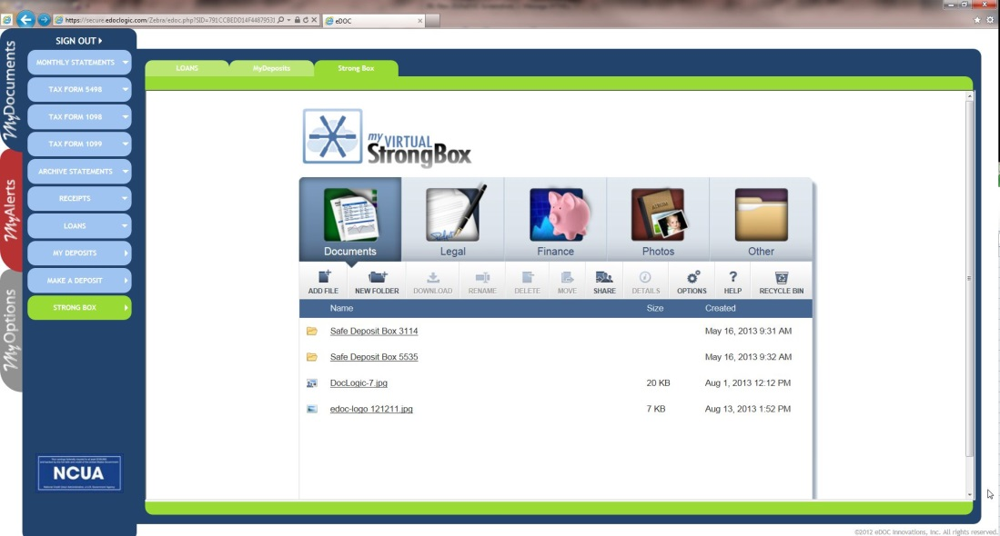 https://secure.edoclogic.com/Zebra/edoc.php?SID=791CCBEDD14F44B79531
eDOC
SIGN OUT
MyDocuments
MyAlerts
MyOptions
MONTHLY STATEMENTS
TAX FORM 5498
TAX FORM 1098
TAX FORM 1099
ARCHIVE STATEMENTS
RECEIPTS
LOANS
MY DEPOSITS
MAKE A DEPOSIT
STRONG BOX
NCUA
LOANS MyDeposits Strong Box
my VIRTUAL
StrongBox
ALBUM
Documents Legal Finance Photos Other
ADD FILE NEW FOLDER DOWNLOAD RENAME DELETE MOVE SHARE DETAILS OPTIONS HELP RECYCLE BIN
Name Size Created
Safe Deposit Box 3114 May 16, 2013 9:31 AM
Safe Deposit Box 5535 May 16, 2013 9:32 AM
DocLogic-7.jpg 20 KB Aug 1, 2013 12:12 PM
edoc-logo 121211.jpg 7 KB Aug 13, 2013 1:52 PM
©2012 eDOC Innovations, Inc. All rights reserved.